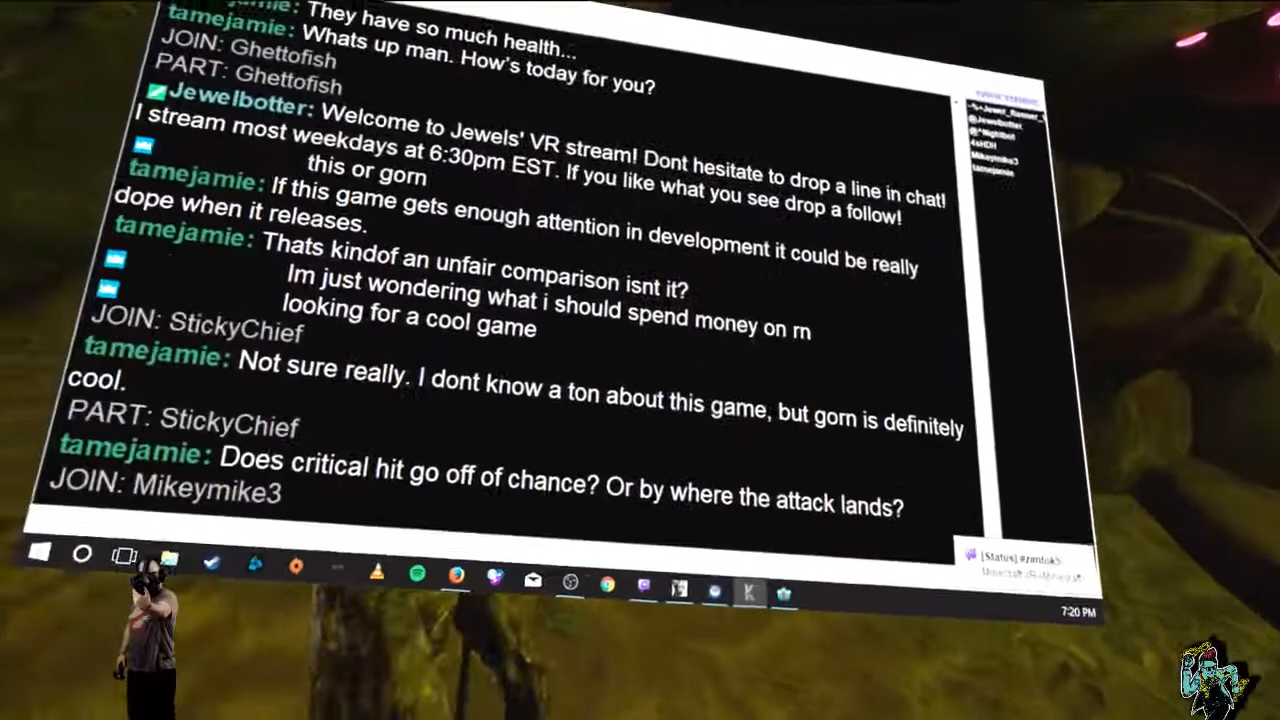 They have so much health...
tamejamie: Whats up man. How's today for you?
JOIN: Ghettofish
PART: Ghettofish
Jewelbotter: Welcome to Jewels' VR stream! Dont hesitate to drop a line in chat!
I stream most weekdays at 6:30pm EST. If you like what you see drop a follow!
this or gorn
tamejamie: If this game gets enough attention in development it could be really
dope when it releases.
tamejamie: Thats kindof an unfair comparison isnt it?
Im just wondering what i should spend money on rn
looking for a cool game
JOIN: StickyChief
tamejamie: Not sure really. I dont know a ton about this game, but gorn is definitely
cool.
PART: StickyChief
tamejamie: Does critical hit go off of chance? Or by where the attack lands?
JOIN: Mikeymike3
@Jewelbotter
@^Nightbot
4sHDH
Mikeymike3
tamejamie
[Status]
K
7:20 PM